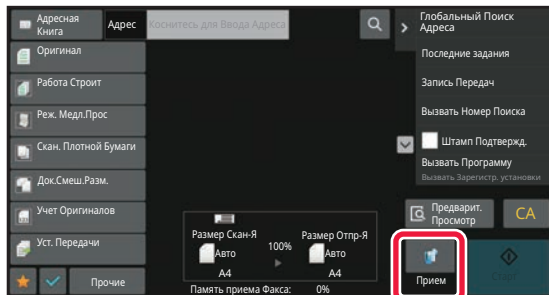 Адресная
Книга
Адрес
Коснитесь для Ввода Адреса
Глобальный Поиск
Адреса
Оригинал
Работа Строит
Реж. Медл.Прос
Скан. Плотной Бумаги
Док.Смеш.Разм.
Учет Оригиналов
Уст. Передачи
Прочие
Последние задания
Запись Передач
Вызвать Номер Поиска
Штамп Подтвержд.
Вызвать Программу
Вызвать Зарегистр. установки
Предварит.
Просмотр
CA
Размер Скан-Я
100%
Размер Отпр-Я
Авто
Авто
A4
A4
Память приема Факса: 0%
Прием
Старт